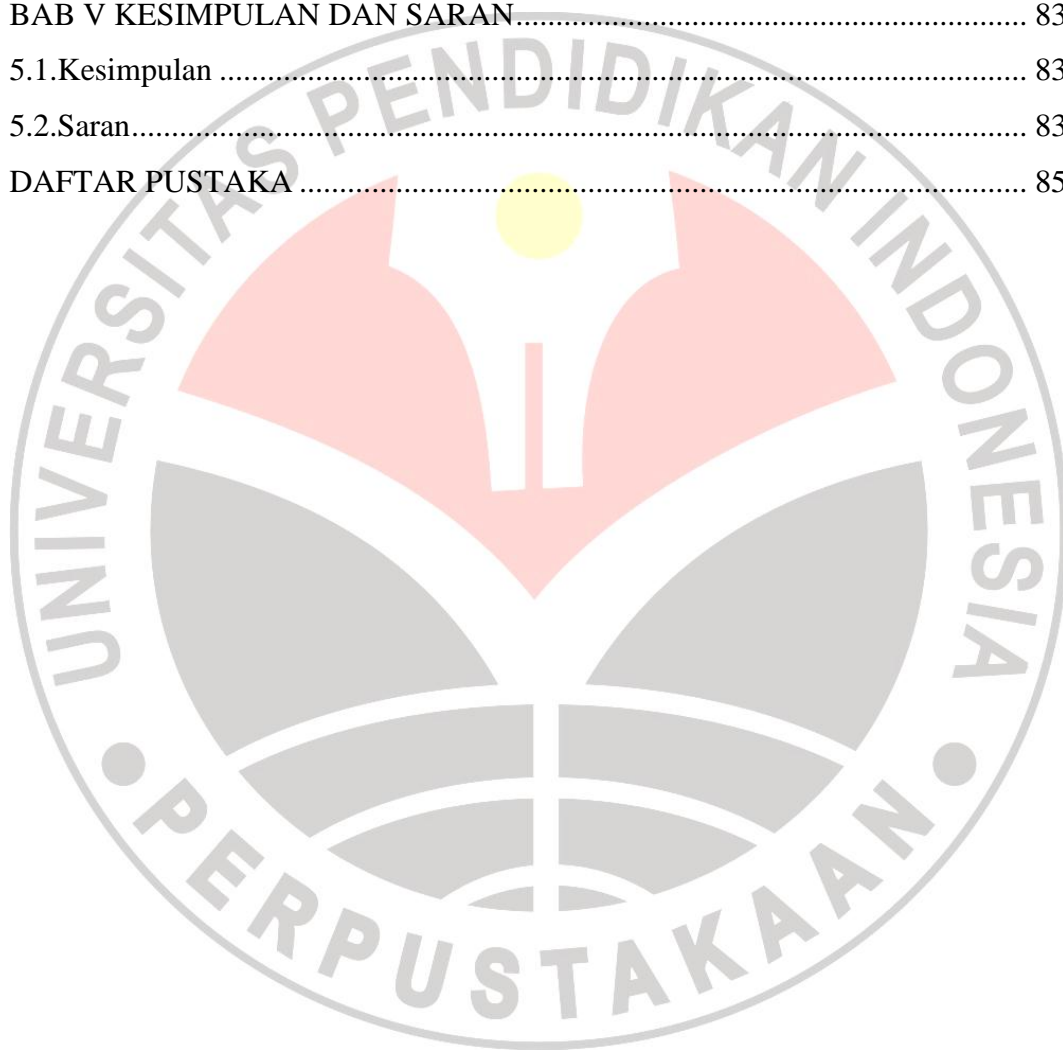 BAB V KESIMPULAN DAN SARAN............................................................ 83
5.1.Kesimpulan ............................................................ 83
5.2.Saran............................................................ 83
DAFTAR PUSTAKA ............................................................ 85
UNIVERSITAS PENDIDIKAN INDONESIA
PERPUSTAKAAN